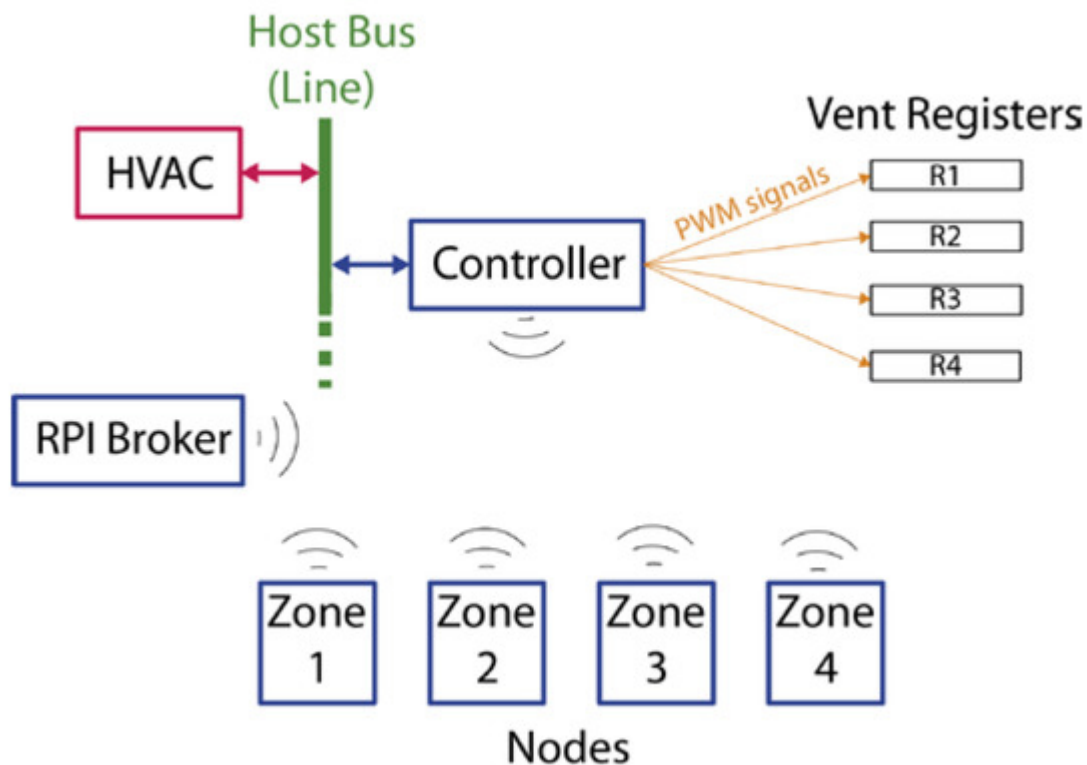 Host Bus
(Line)
Vent Registers
HVAC
R1
PWM signals
R2
Controller
R3
R4
RPI Broker
Zone
1
Zone
2
Zone
3
Zone
4
Nodes